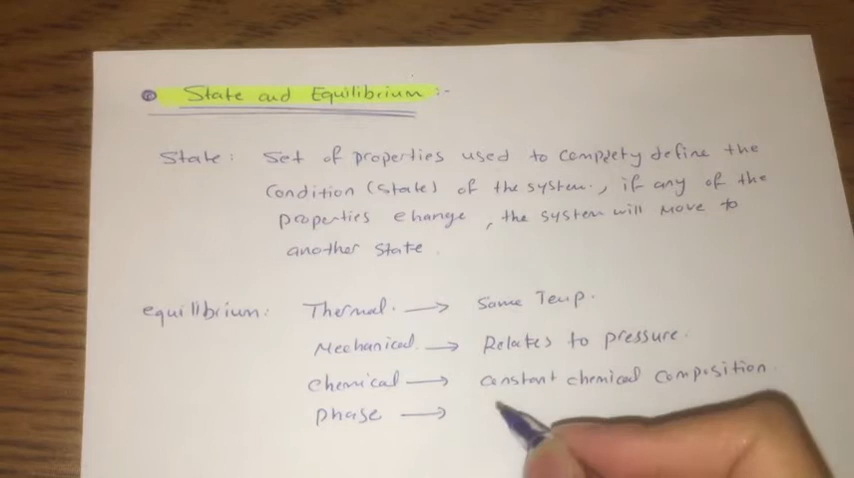 State and Equilibrium :-
State: Set of properties used to complety define the
Condition (State) of the system., if any of the
properties change, the system will move to
another state.
equilibrium: Thermal. → Same Temp.
Mechanical. → Relates to pressure.
chemical → constant chemical composition.
phase →